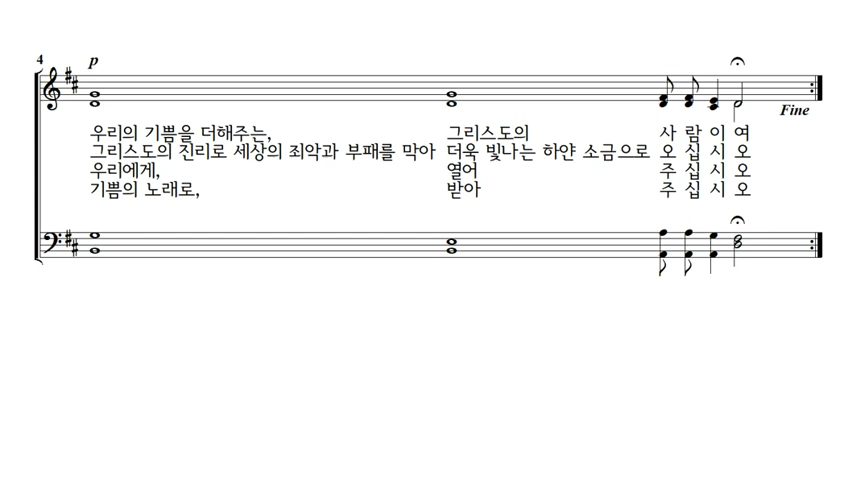 4
p
Fine
우리의 기쁨을 더해주는, 그리스도의 사 람 이 여
그리스도의 진리로 세상의 죄악과 부패를 막아 더욱 빛나는 하얀 소금으로 오 십 시 오
우리에게, 열어 주 십 시 오
기쁨의 노래로, 받아 주 십 시 오